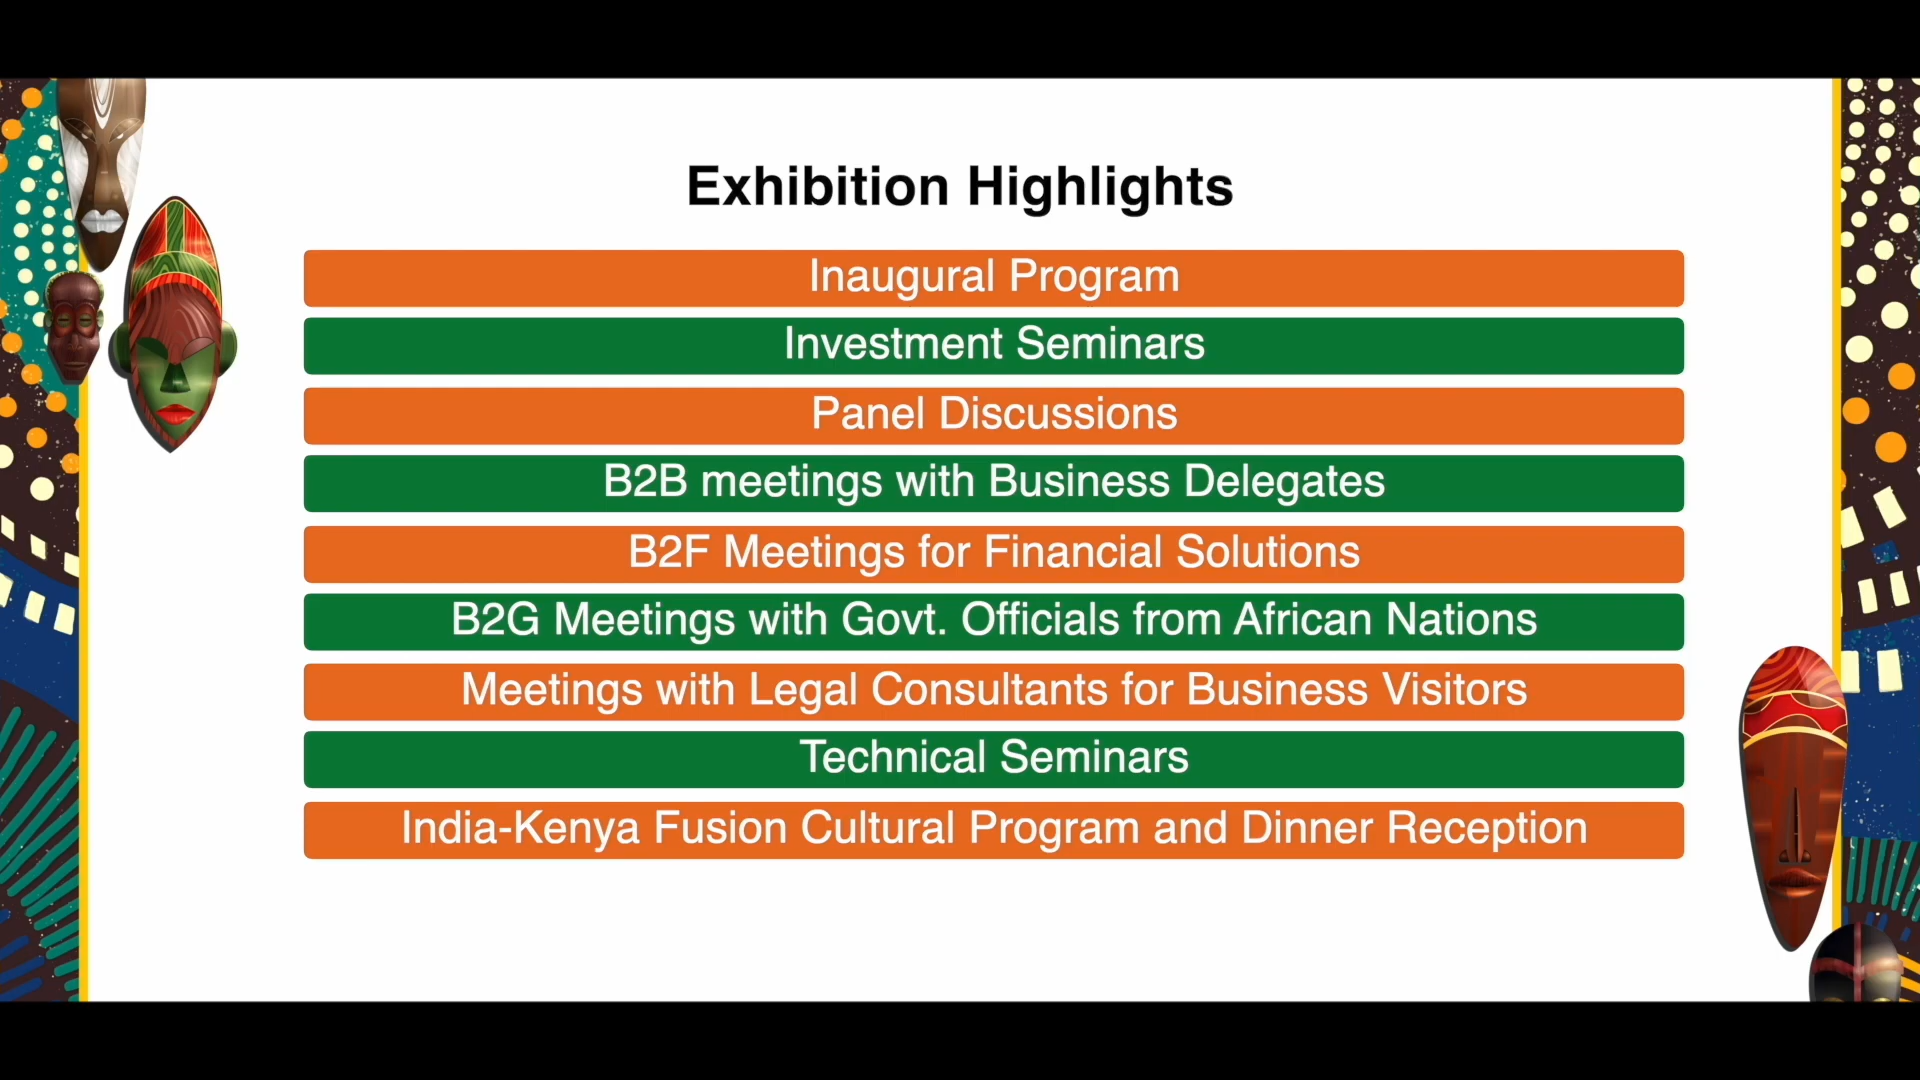 Exhibition Highlights
Inaugural Program
Investment Seminars
Panel Discussions
B2B meetings with Business Delegates
B2F Meetings for Financial Solutions
B2G Meetings with Govt. Officials from African Nations
Meetings with Legal Consultants for Business Visitors
Technical Seminars
India-Kenya Fusion Cultural Program and Dinner Reception